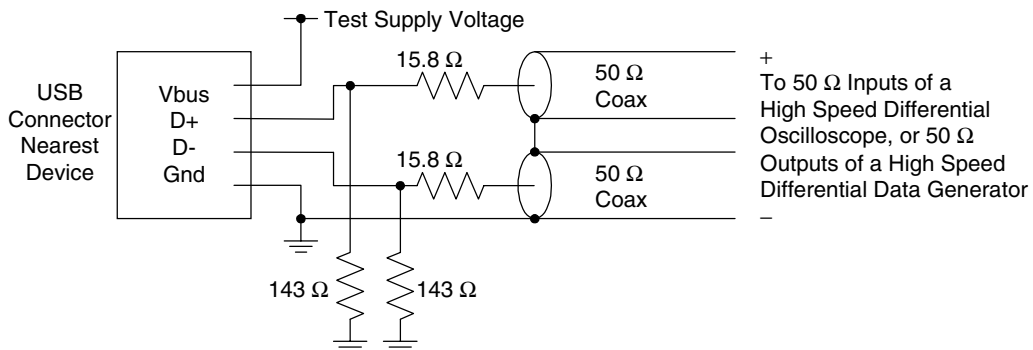 Test Supply Voltage
USB
Connector
Nearest
Device
Vbus
D+
D-
Gnd
15.8 Ω
15.8 Ω
50 Ω
Coax
50 Ω
Coax
143 Ω
143 Ω
+
To 50 Ω Inputs of a
High Speed Differential
Oscilloscope, or 50 Ω
Outputs of a High Speed
Differential Data Generator
−